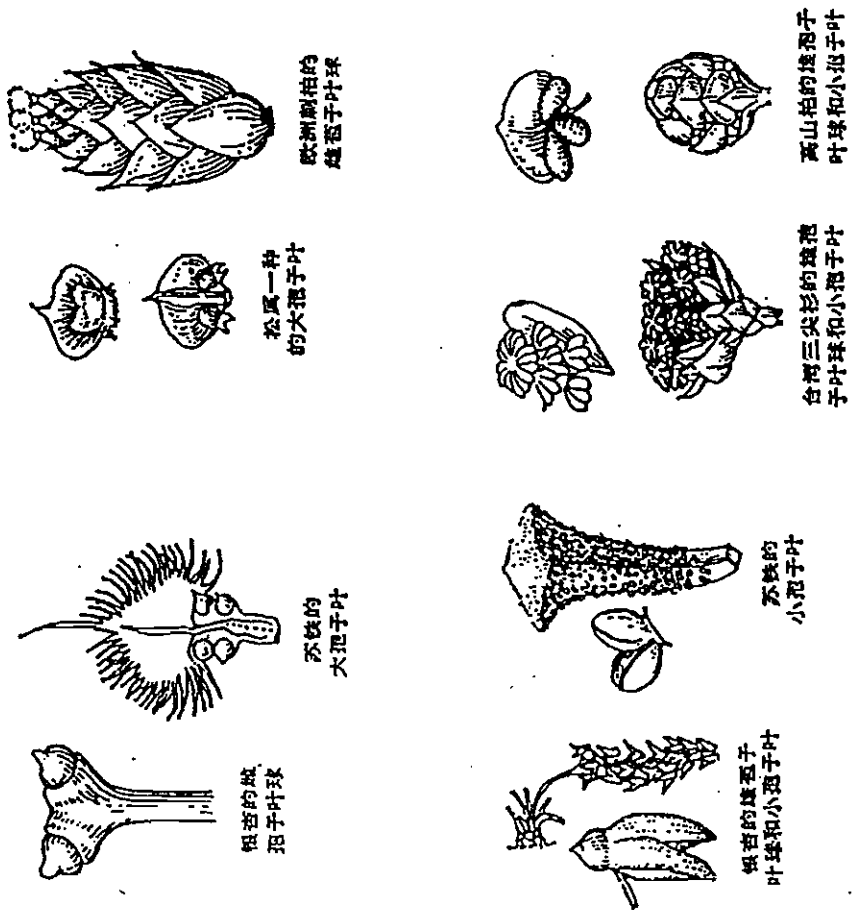 银杏的雌
孢子叶球
苏铁的
大孢子叶
松属一种
的大孢子叶
欧洲刺柏的
雌孢子叶球
银杏的雄孢子
叶球和小孢子叶
苏铁的
小孢子叶
台湾三尖杉的雄孢
子叶球和小孢子叶
高山柏的雄孢子
叶球和小孢子叶